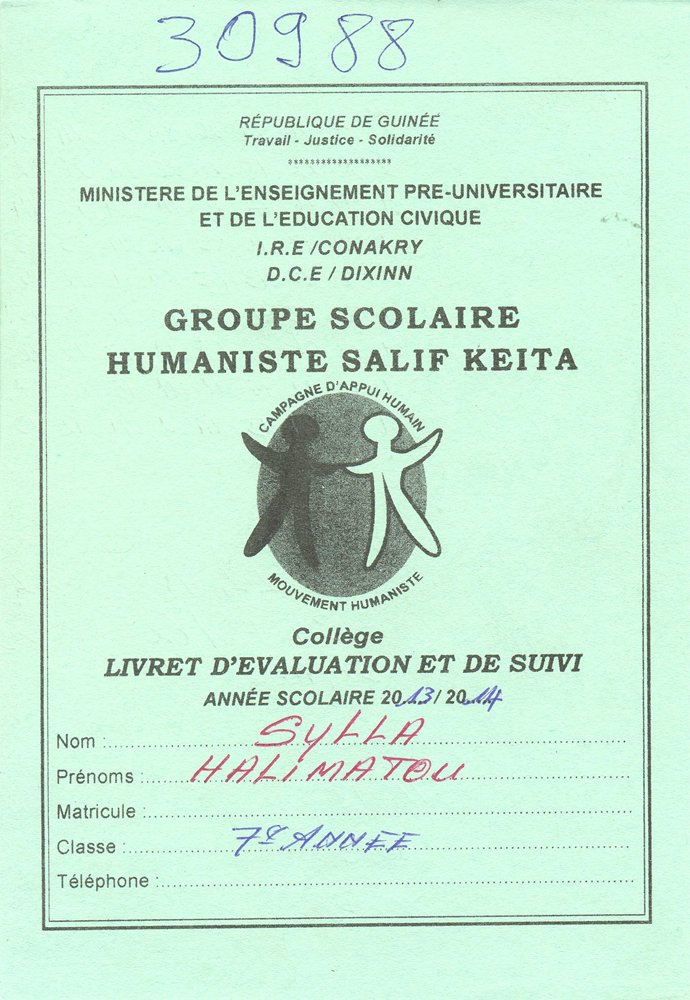 30988
RÉPUBLIQUE DE GUINÉE
Travail - Justice - Solidarité
*******************
MINISTERE DE L'ENSEIGNEMENT PRE-UNIVERSITAIRE
ET DE L'EDUCATION CIVIQUE
I.R.E /CONAKRY
D.C.E / DIXINN
GROUPE SCOLAIRE
HUMANISTE SALIF KEITA
CAMPAGNE D'APPUI HUMAIN
MOUVEMENT HUMANISTE
Collège
LIVRET D'EVALUATION ET DE SUIVI
ANNÉE SCOLAIRE 2013/ 2014
Nom : SYLLA
Prénoms : HALIMATOU
Matricule :
Classe : 7e ANNEE
Téléphone :